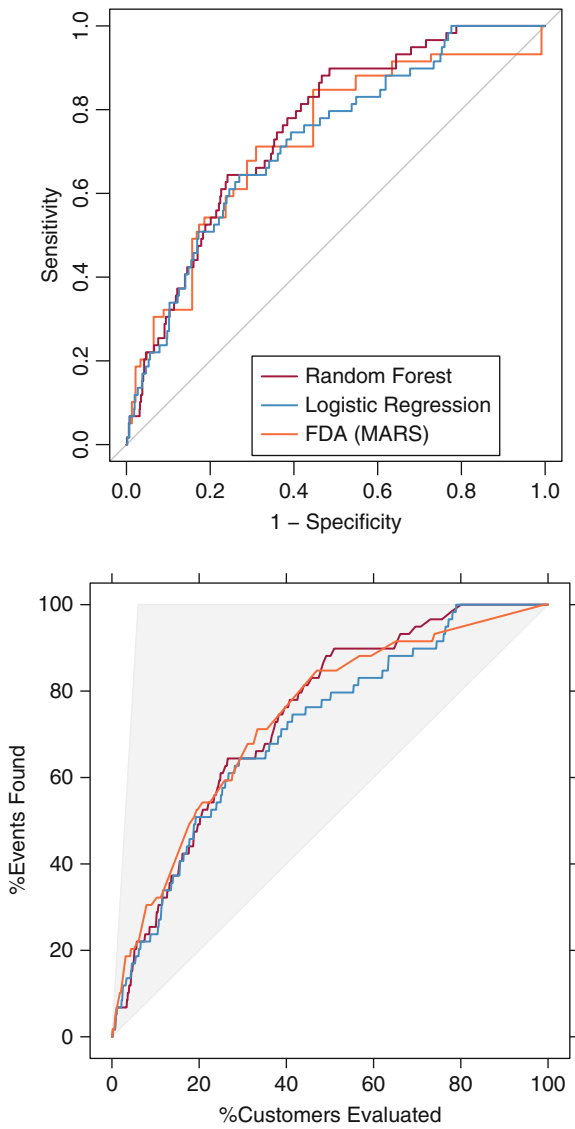 1.0
0.8
0.6
0.4
0.2
0.0
Sensitivity
Random Forest
Logistic Regression
FDA (MARS)
0.0 0.2 0.4 0.6 0.8 1.0
1 − Specificity
100
80
60
40
20
0
%Events Found
0 20 40 60 80 100
%Customers Evaluated